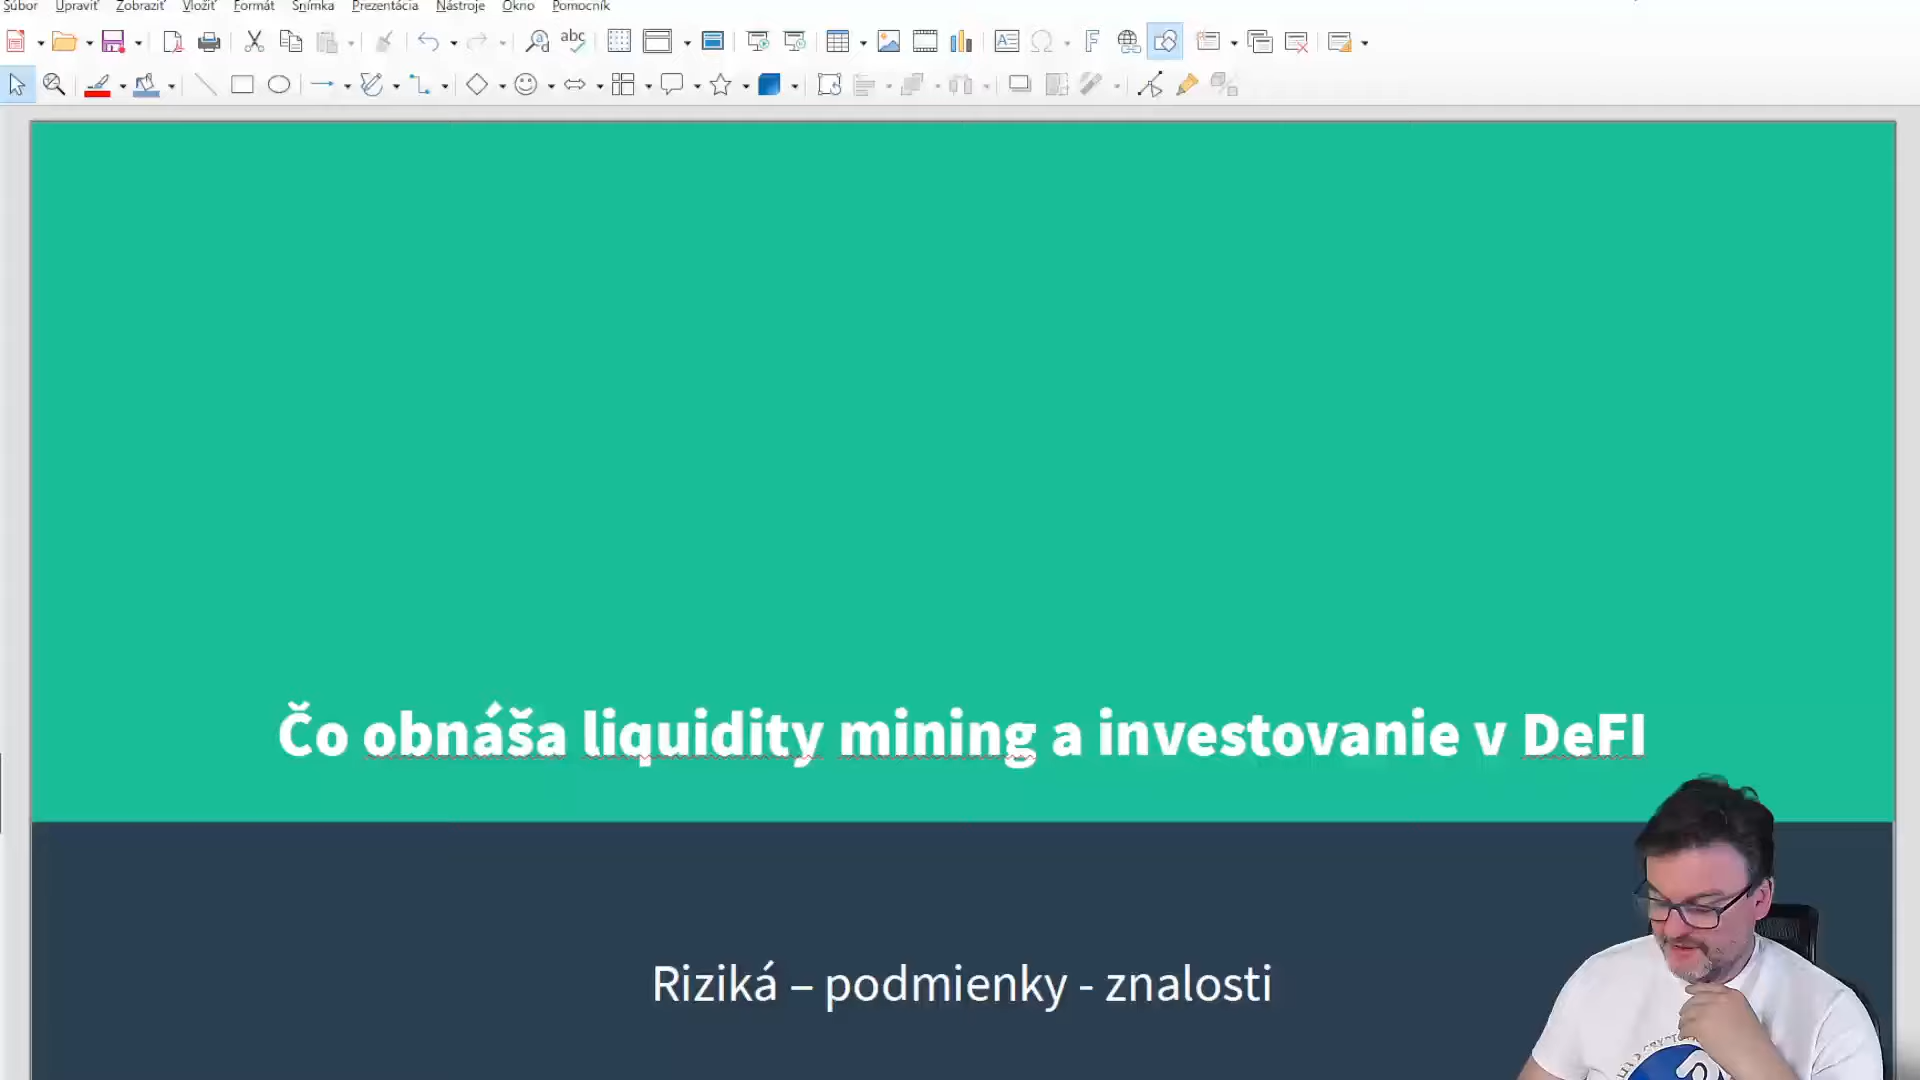 Súbor Upraviť Zobraziť Vložiť Formát Snímka Prezentácia Nástroje Okno Pomocník
abc
Čo obnáša liquidity mining a investovanie v DeFI
Riziká – podmienky - znalosti